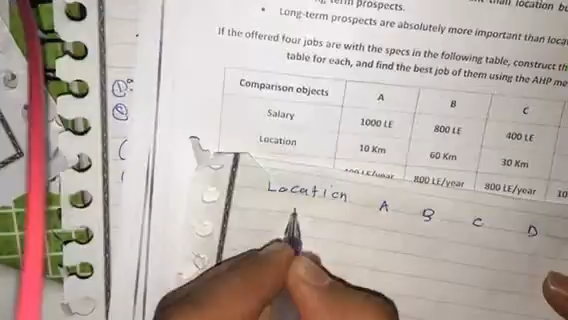 term prospects.
than location
• Long-term prospects are absolutely more important than
If the offered four jobs are with the specs in the following table, construct
table for each, and find the best job of them using the AHP
Comparison objects A B C
Salary 1000 LE 800 LE 400 LE
Location 10 Km 60 Km 30 Km
800 LE/year 800 LE/year 10
Location A B C D